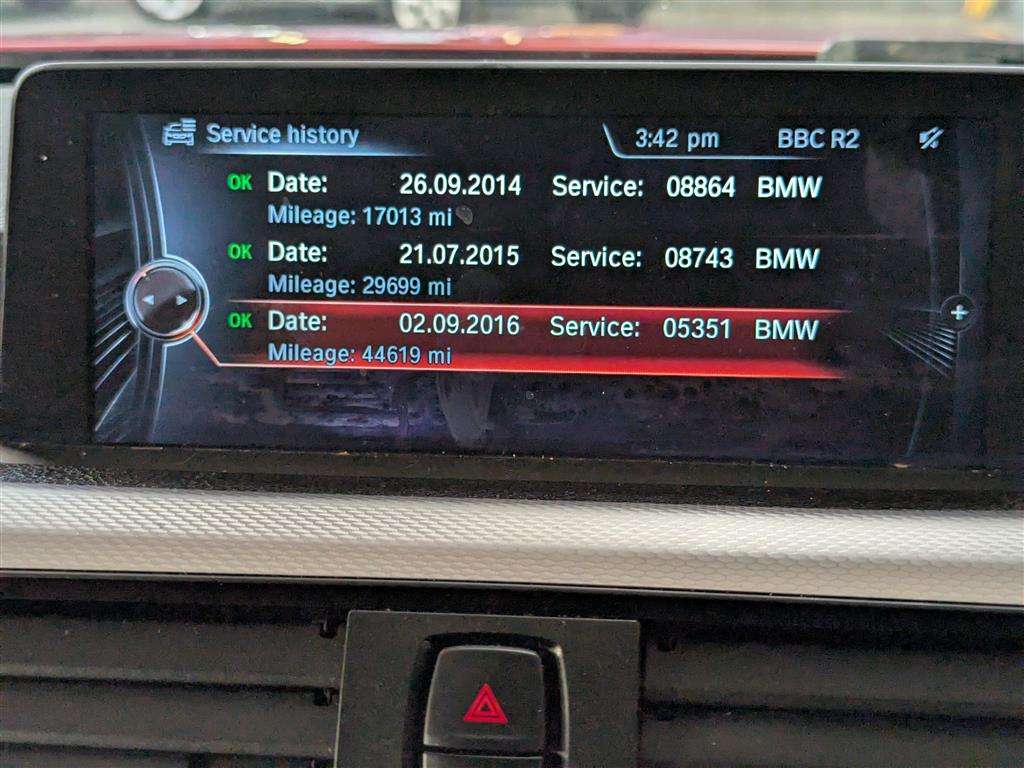 Service history 3:42 pm BBC R2
OK Date: 26.09.2014 Service: 08864 BMW
Mileage: 17013 mi
OK Date: 21.07.2015 Service: 08743 BMW
Mileage: 29699 mi
OK Date: 02.09.2016 Service: 05351 BMW
Mileage: 44619 mi